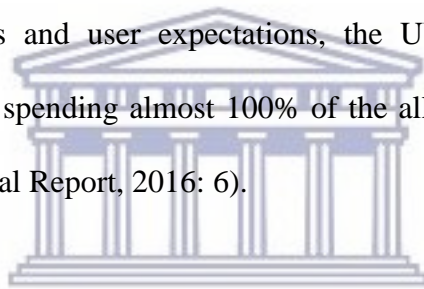 s and user expectations, the U
spending almost 100% of the al
al Report, 2016: 6).